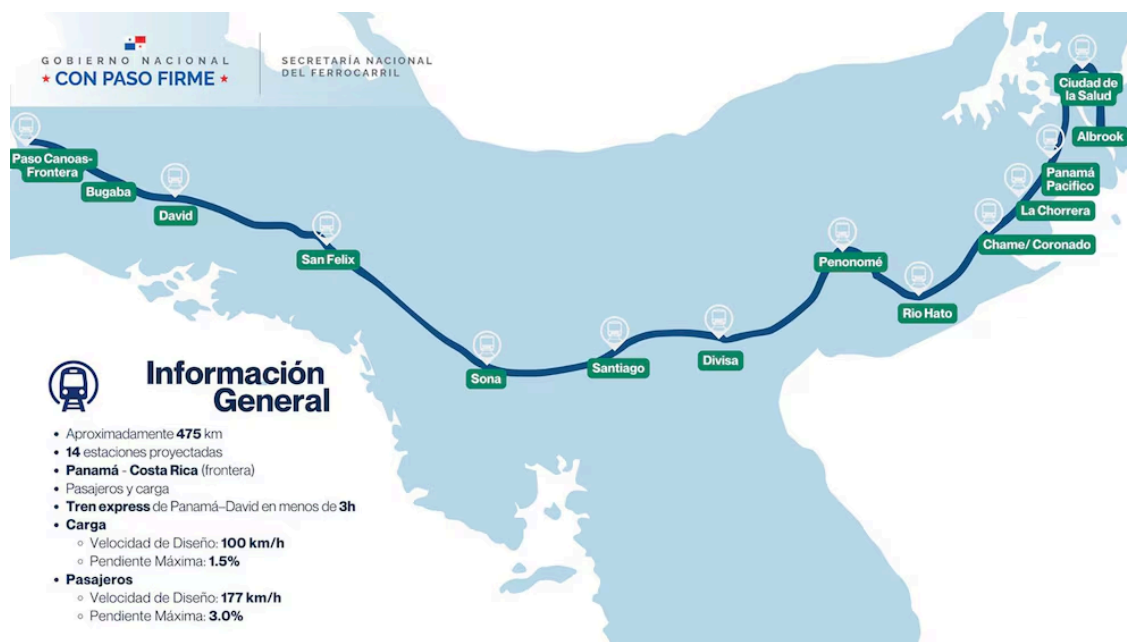 GOBIERNO NACIONAL
★ CON PASO FIRME ★
SECRETARÍA NACIONAL
DEL FERROCARRIL
Paso Canoas-
Frontera
Bugaba
David
San Felix
Sona
Santiago
Divisa
Penonomé
Rio Hato
Chame/ Coronado
La Chorrera
Panamá
Pacifico
Ciudad de
la Salud
Albrook
Información
General
• Aproximadamente 475 km
• 14 estaciones proyectadas
• Panamá - Costa Rica (frontera)
• Pasajeros y carga
• Tren express de Panamá–David en menos de 3h
• Carga
○ Velocidad de Diseño: 100 km/h
○ Pendiente Máxima: 1.5%
• Pasajeros
○ Velocidad de Diseño: 177 km/h
○ Pendiente Máxima: 3.0%